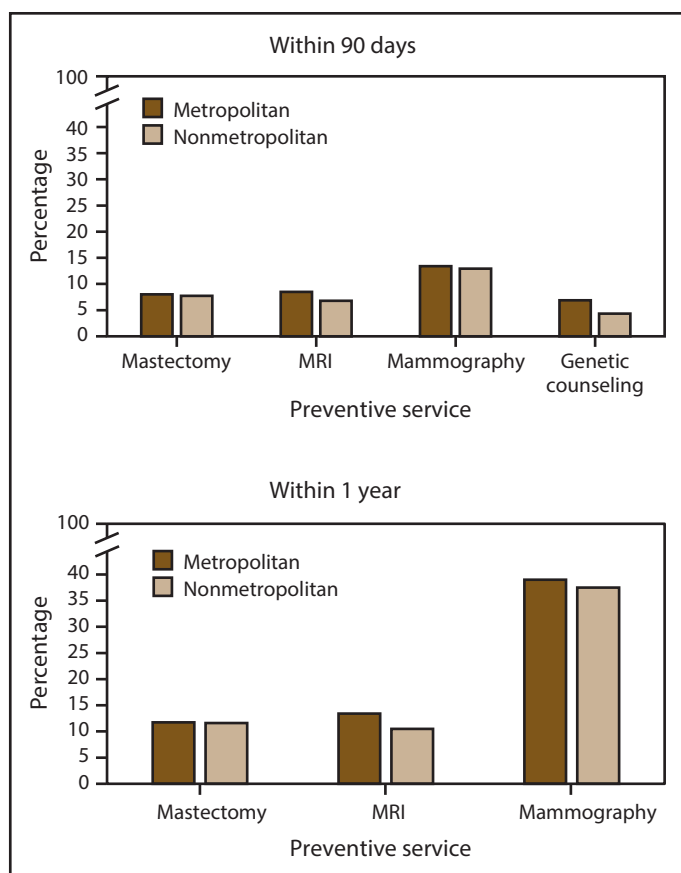 Within 90 days
100
40
35
30
25
20
15
10
5
0
Percentage
Metropolitan
Nonmetropolitan
Mastectomy MRI Mammography Genetic
counseling
Preventive service
Within 1 year
100
40
35
30
25
20
15
10
5
0
Percentage
Metropolitan
Nonmetropolitan
Mastectomy MRI Mammography
Preventive service